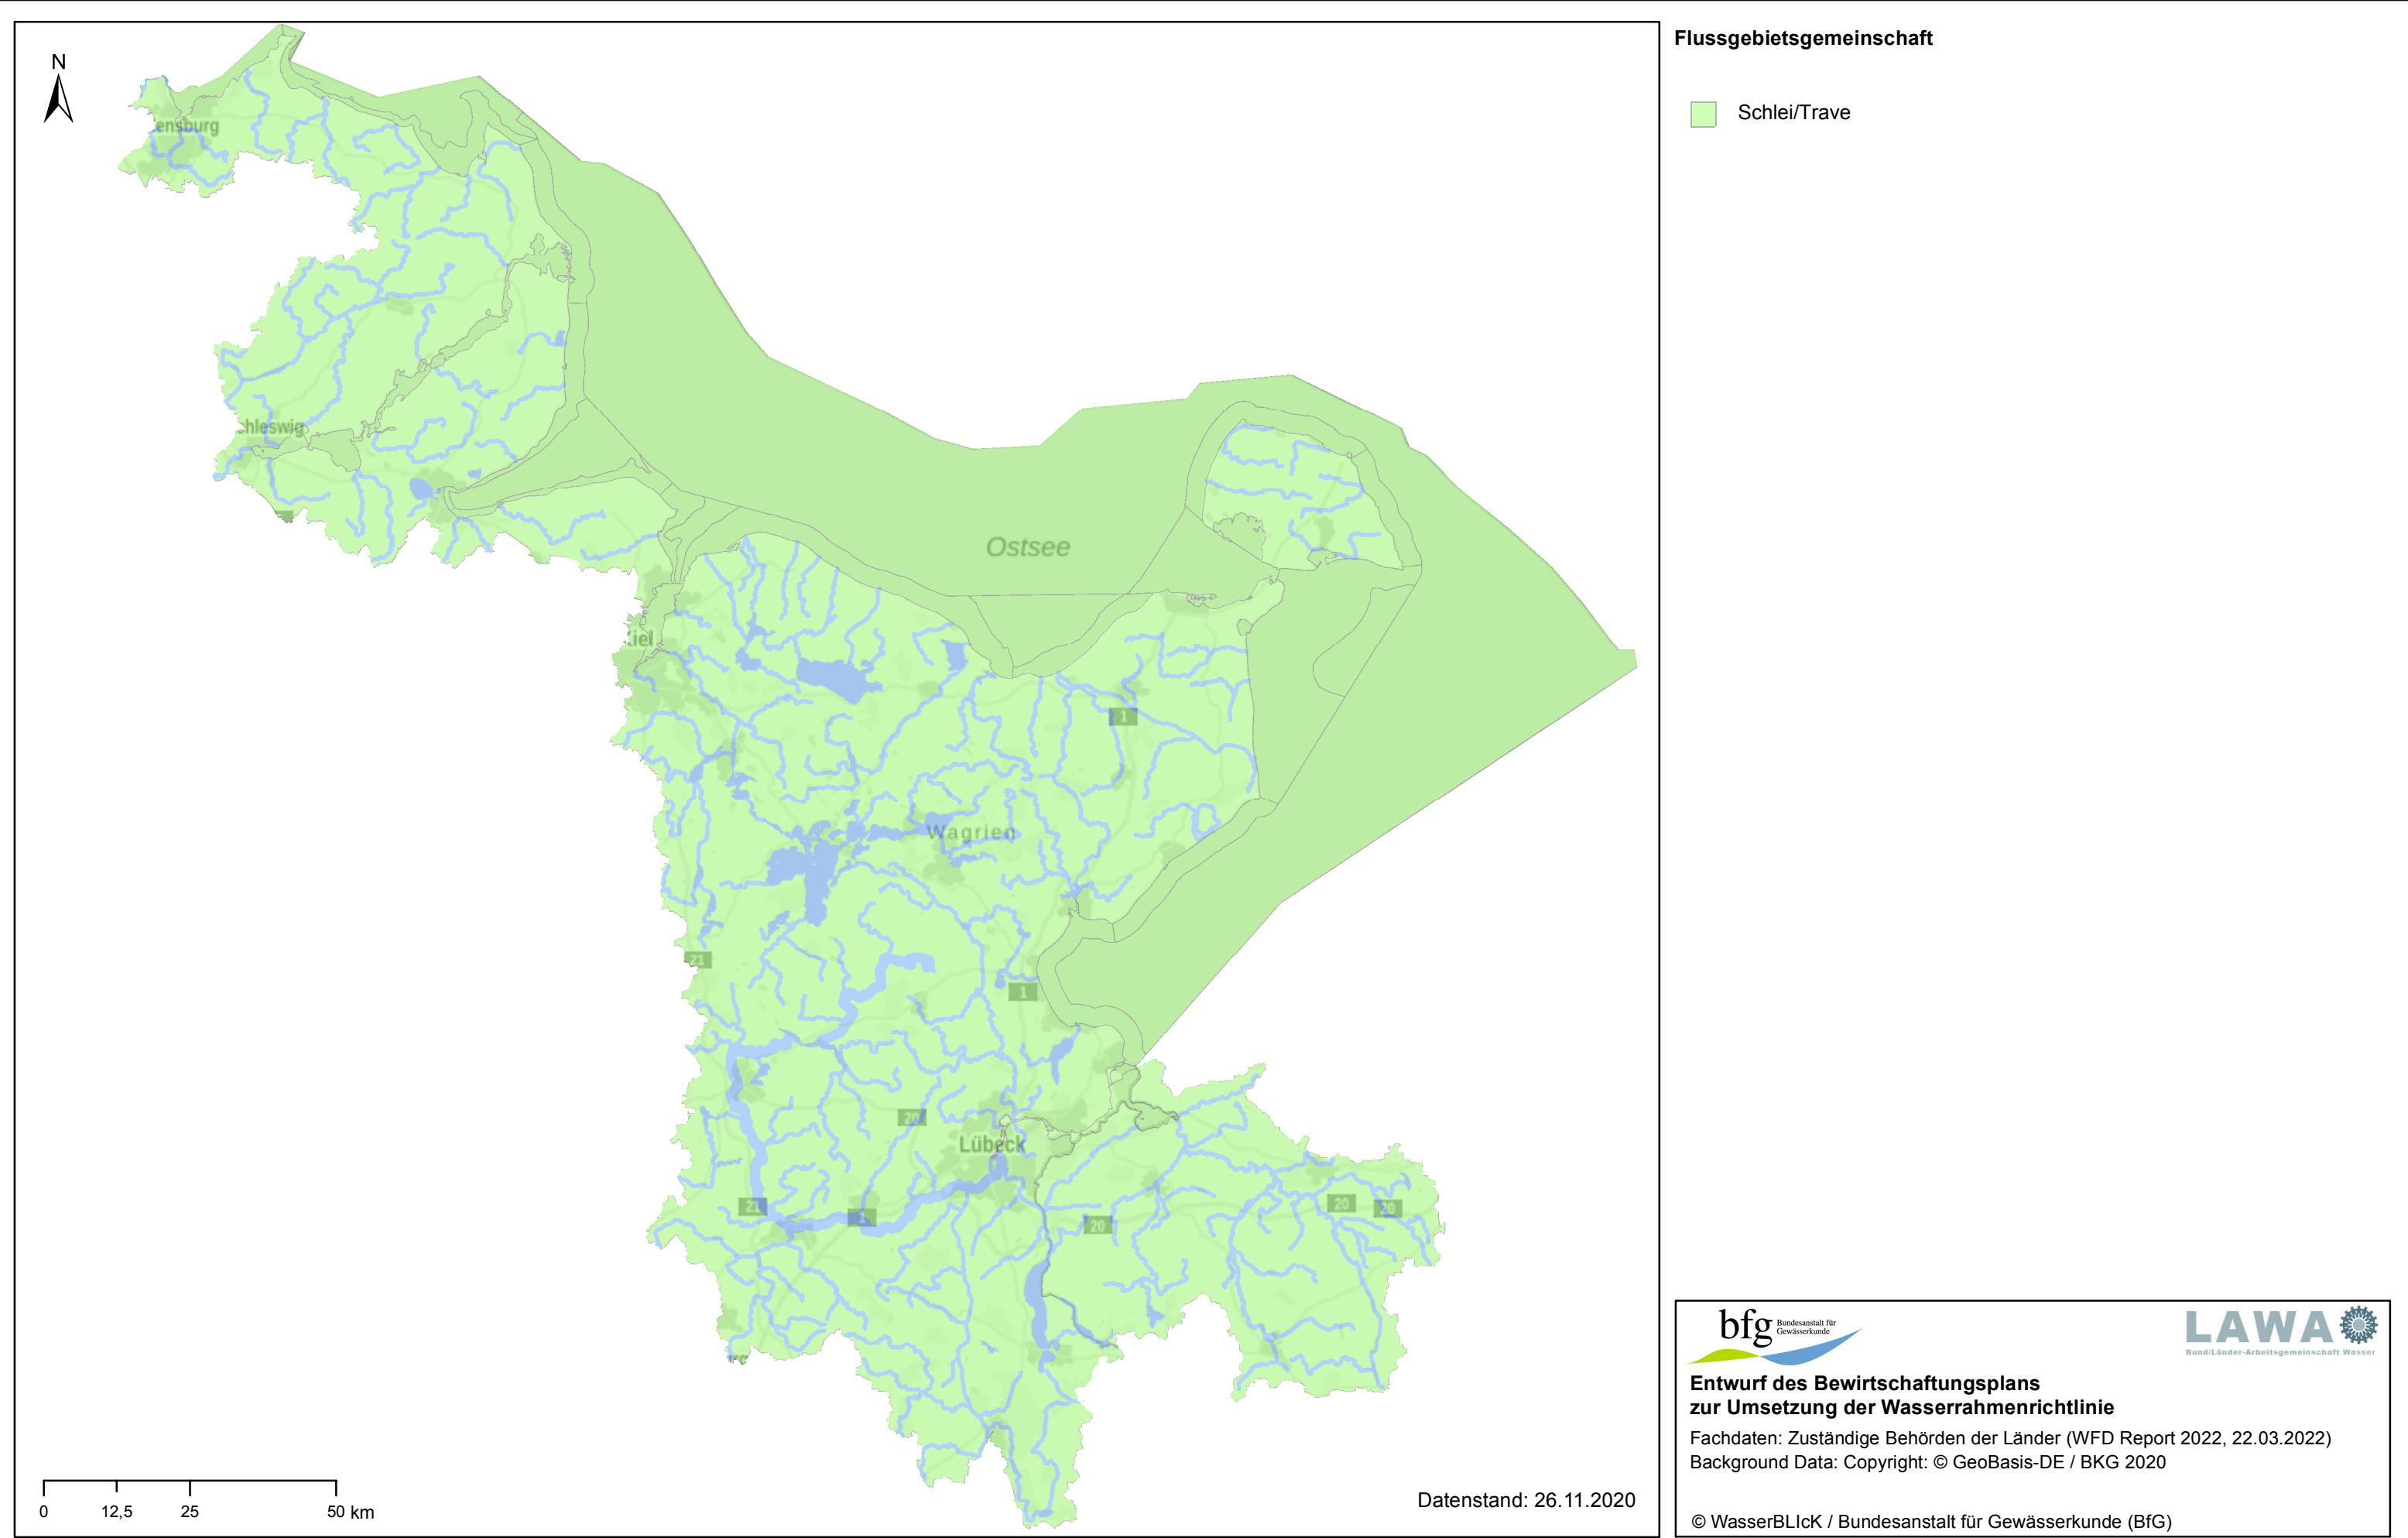 N
ensburg
hleswig
Ostsee
iel
1
Wagrien
21
1
20
Lübeck
21
1
20
20
20
0 12,5 25 50 km
Datenstand: 26.11.2020
Flussgebietsgemeinschaft
Schlei/Trave
bfg Bundesanstalt für
Gewässerkunde
LAWA
Bund/Länder-Arbeitsgemeinschaft Wasser
Entwurf des Bewirtschaftungsplans
zur Umsetzung der Wasserrahmenrichtlinie
Fachdaten: Zuständige Behörden der Länder (WFD Report 2022, 22.03.2022)
Background Data: Copyright: © GeoBasis-DE / BKG 2020
© WasserBLIcK / Bundesanstalt für Gewässerkunde (BfG)